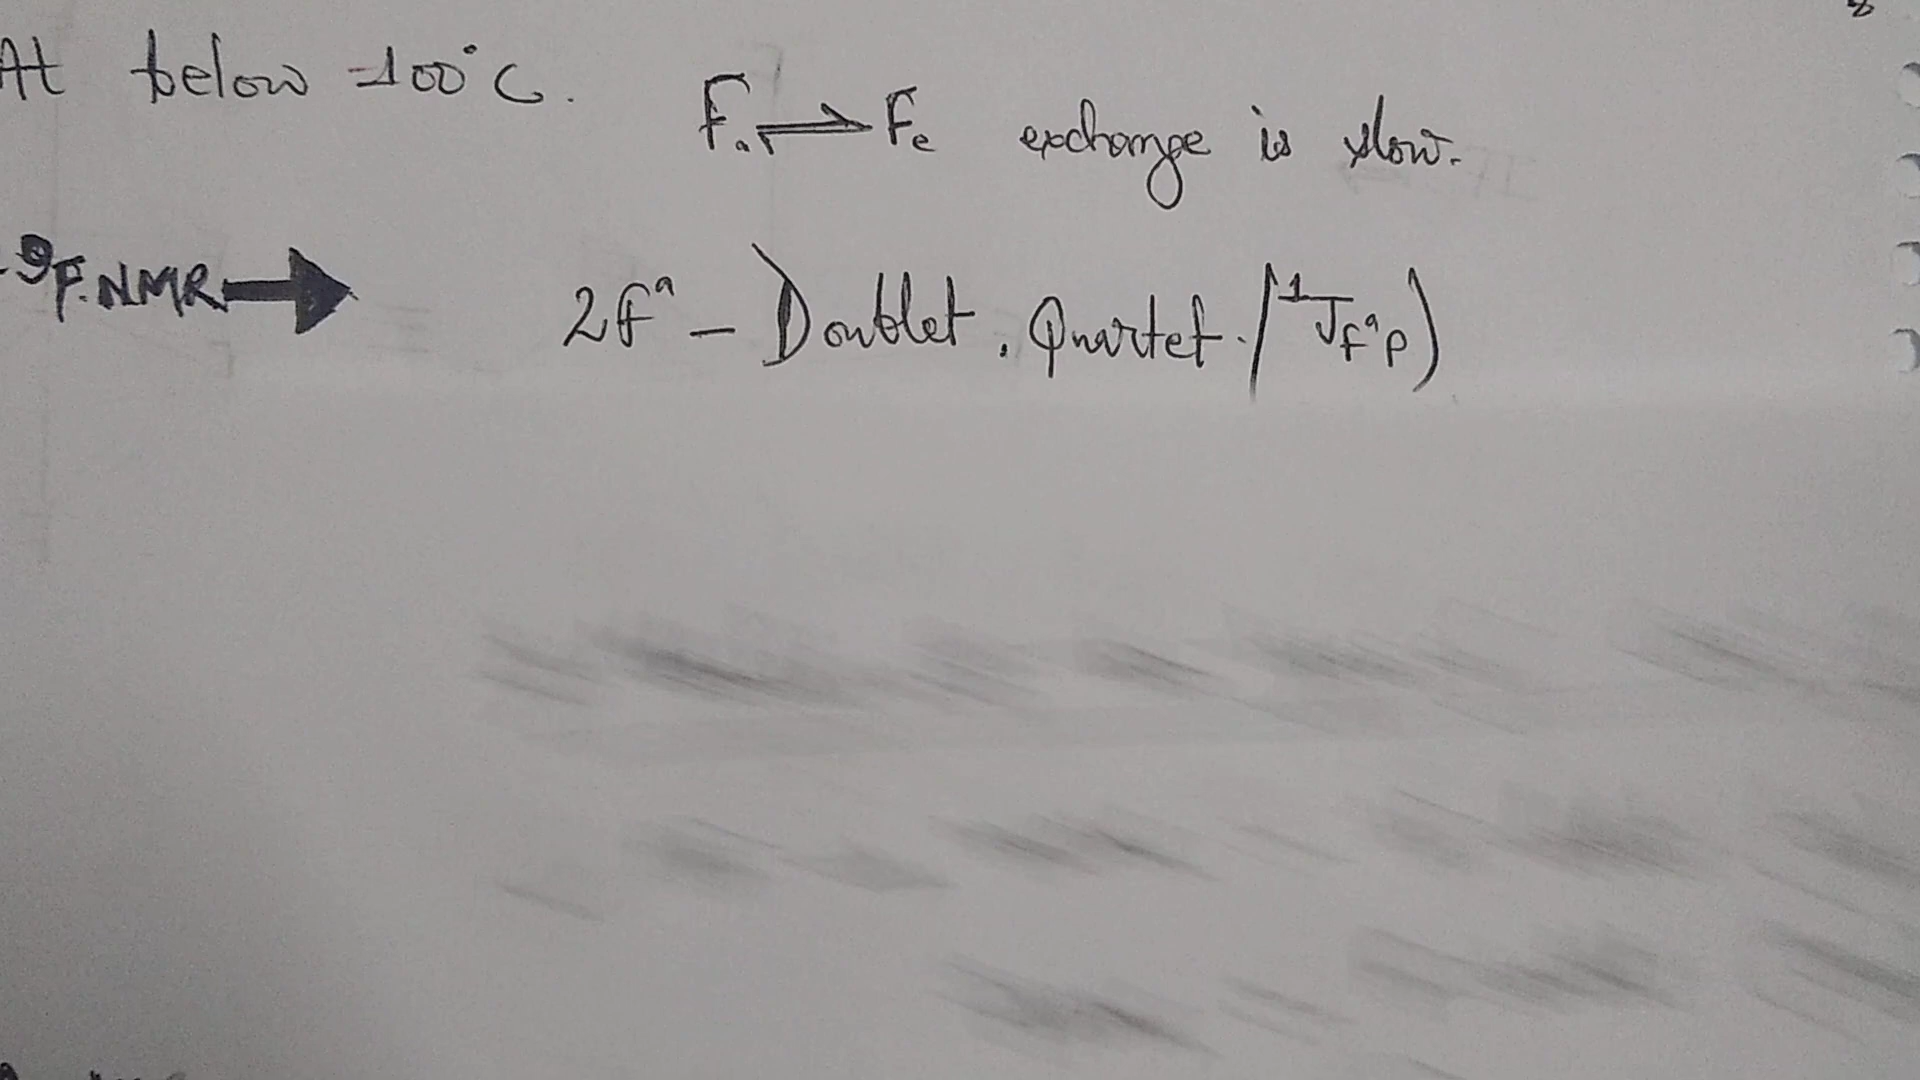 At below -100°C.
Fa ⇌ Fe exchange is slow.
19F.NMR → 2Fᵃ – Doublet. Quartet. (¹J_FᵃP)